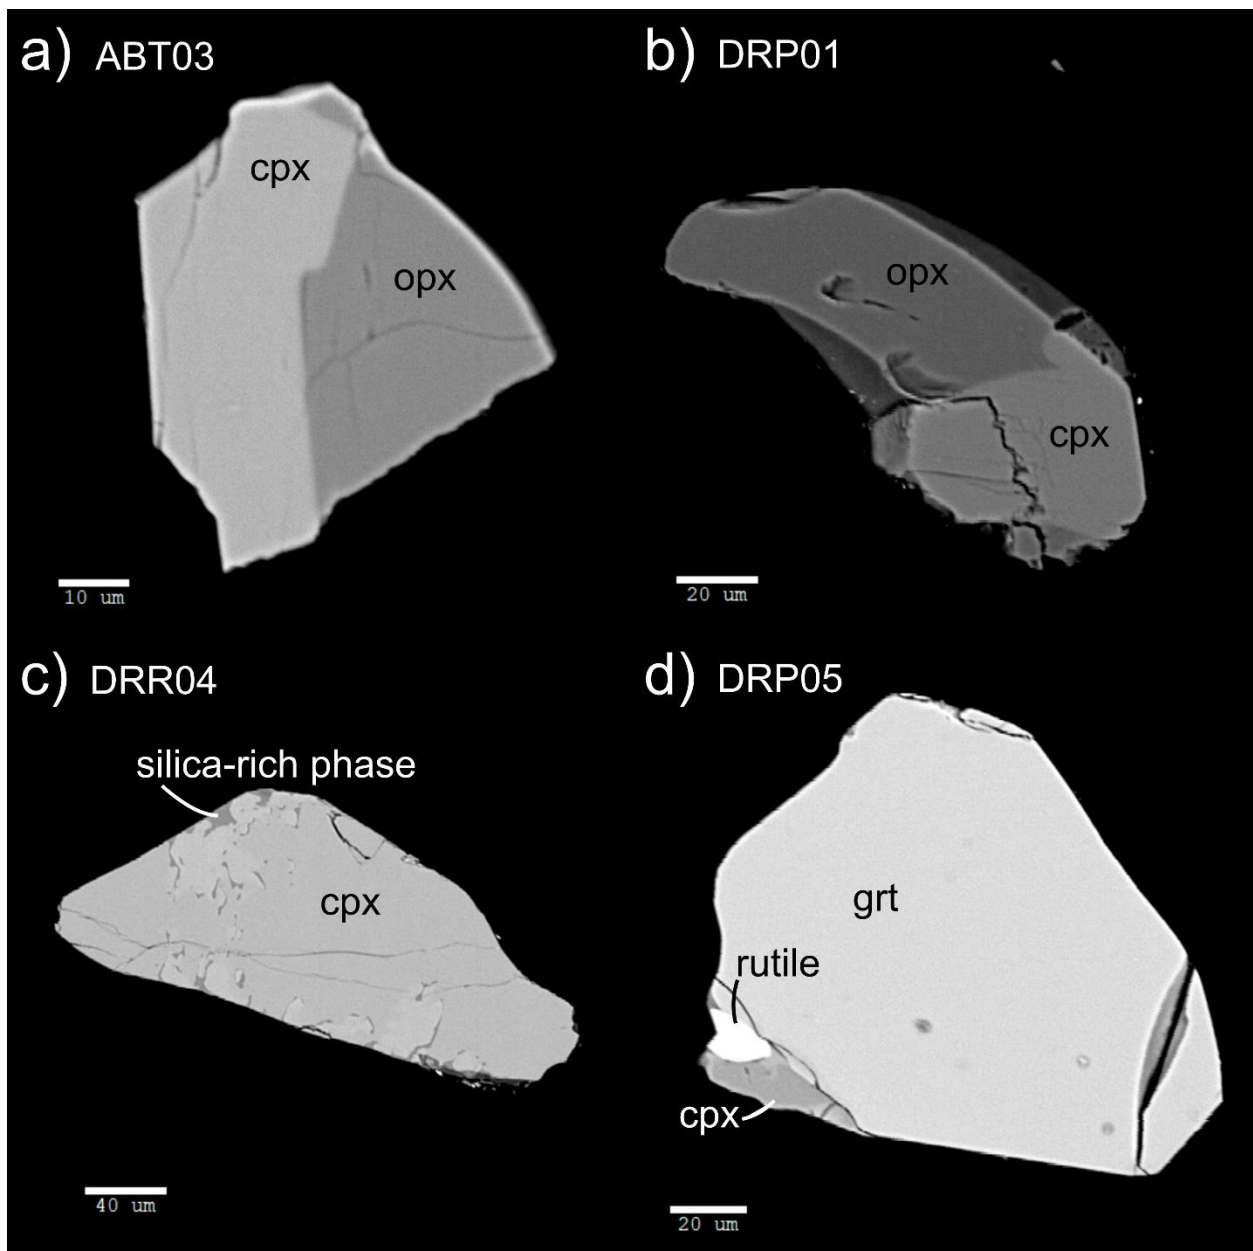 a) ABT03
cpx
opx
10 um
b) DRP01
opx
cpx
20 um
c) DRR04
silica-rich phase
cpx
40 um
d) DRP05
grt
rutile
cpx
20 um